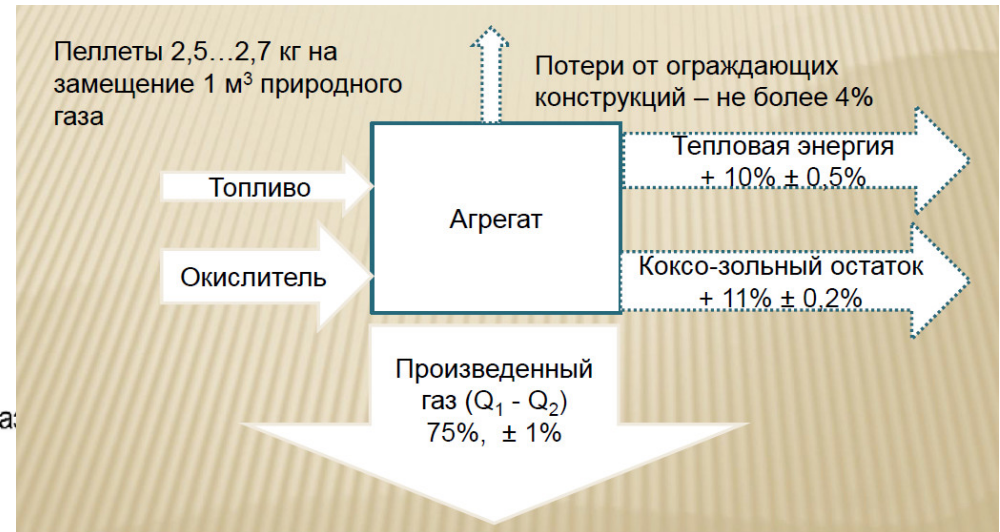 Пеллеты 2,5…2,7 кг на
замещение 1 м³ природного
газа
Потери от ограждающих
конструкций – не более 4%
Топливо
Окислитель
Агрегат
Тепловая энергия
+ 10% ± 0,5%
Коксо-зольный остаток
+ 11% ± 0,2%
Произведенный
газ (Q₁ - Q₂)
75%, ± 1%